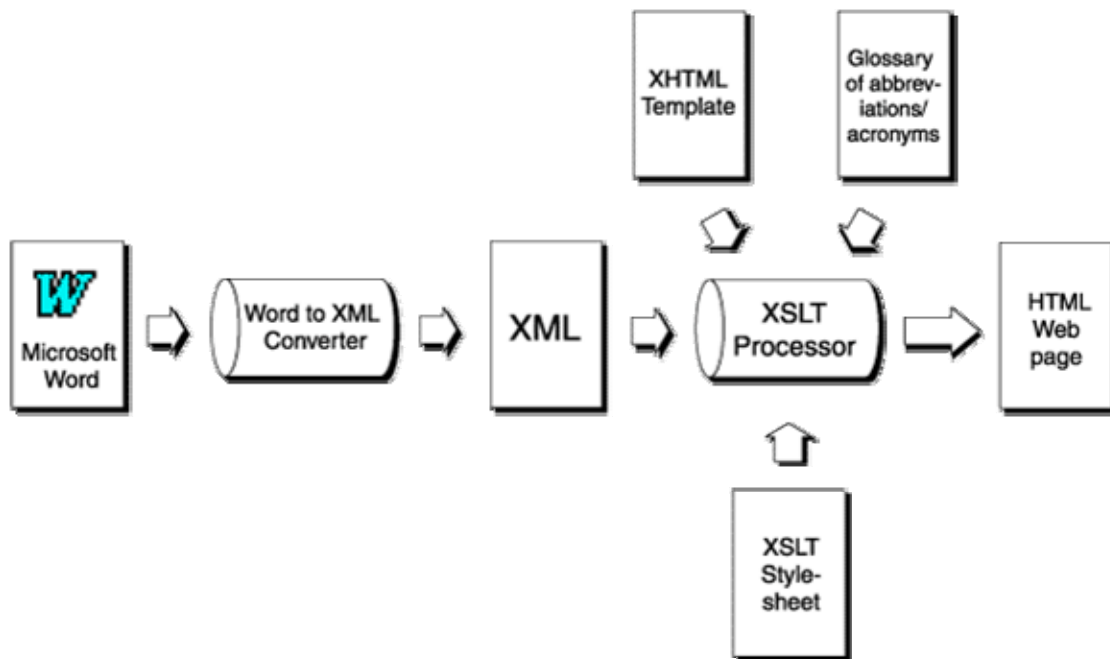 XHTML
Template
Glossary
of abbrev-
iations/
acronyms
W
Microsoft
Word
Word to XML
Converter
XML
XSLT
Processor
HTML
Web
page
XSLT
Style-
sheet